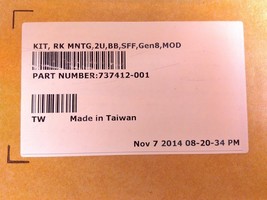 KIT, RK MNTG,2U,BB,SFF,Gen8,MOD
PART NUMBER:737412-001
TW Made in Taiwan
Nov 7 2014 08-20-34 PM